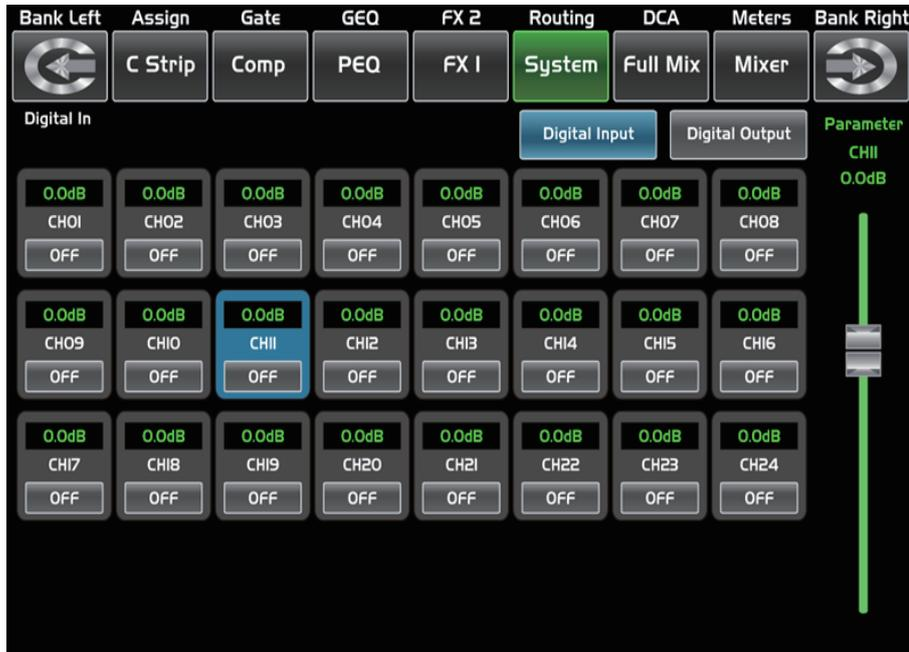 Bank Left Assign Gate GEQ FX 2 Routing DCA Meters Bank Right
C Strip Comp PEQ FX 1 System Full Mix Mixer
Digital In
Digital Input Digital Output Parameter
CH11
0.0dB
0.0dB 0.0dB 0.0dB 0.0dB 0.0dB 0.0dB 0.0dB 0.0dB
CH01 CH02 CH03 CH04 CH05 CH06 CH07 CH08
OFF OFF OFF OFF OFF OFF OFF OFF
0.0dB 0.0dB 0.0dB 0.0dB 0.0dB 0.0dB 0.0dB 0.0dB
CH09 CH10 CH11 CH12 CH13 CH14 CH15 CH16
OFF OFF OFF OFF OFF OFF OFF OFF
0.0dB 0.0dB 0.0dB 0.0dB 0.0dB 0.0dB 0.0dB 0.0dB
CH17 CH18 CH19 CH20 CH21 CH22 CH23 CH24
OFF OFF OFF OFF OFF OFF OFF OFF